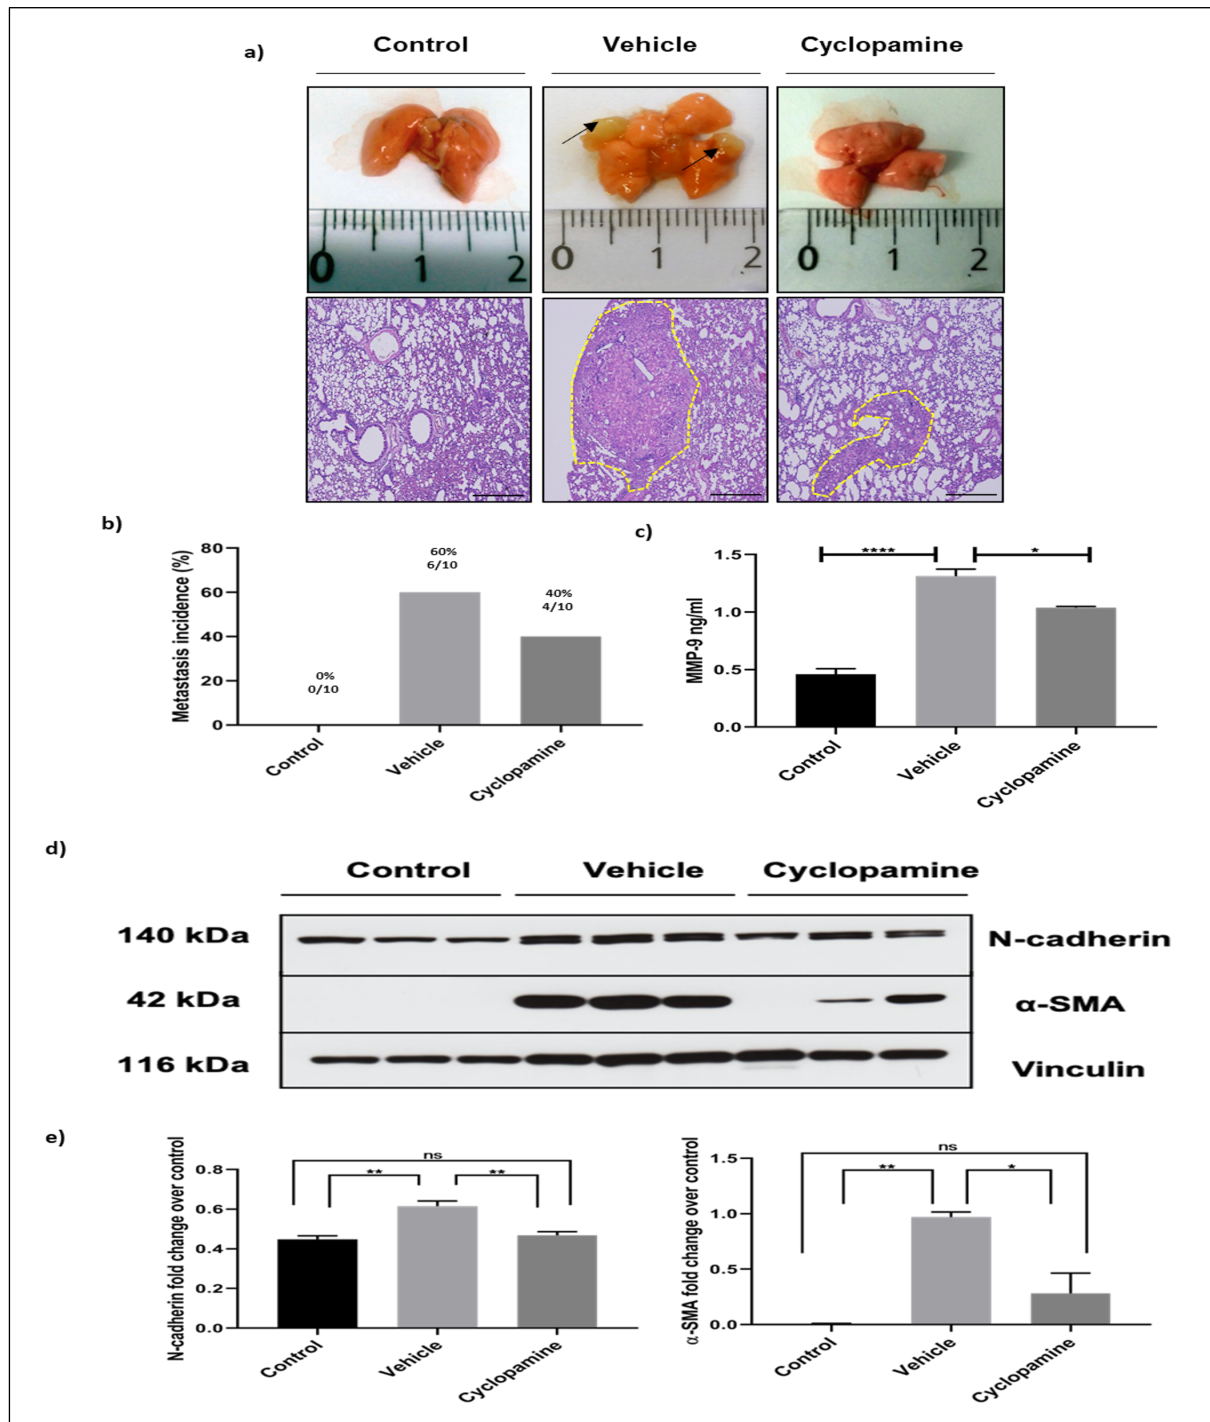 a)
Control Vehicle Cyclopamine
0 1 2
0 1 2
0 1 2
b)
Metastasis incidence (%)
80
60
40
20
0
0%
0/10
60%
6/10
40%
4/10
Control
Vehicle
Cyclopamine
c)
MMP-9 ng/ml
1.5
1.0
0.5
0.0
****
*
Control
Vehicle
Cyclopamine
d)
Control Vehicle Cyclopamine
140 kDa N-cadherin
42 kDa α-SMA
116 kDa Vinculin
e)
N-cadherin fold change over control
0.8
0.6
0.4
0.2
0.0
ns
** **
Control
Vehicle
Cyclopamine
α-SMA fold change over control
1.5
1.0
0.5
0.0
ns
** *
Control
Vehicle
Cyclopamine